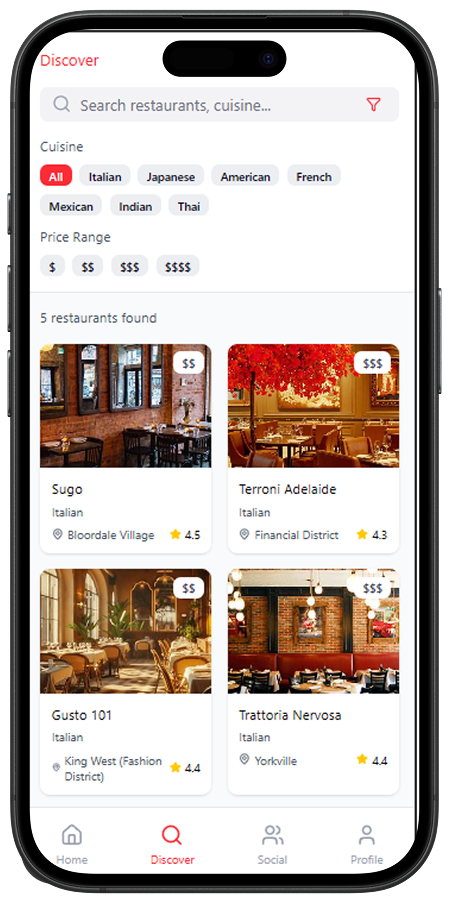 Discover
Search restaurants, cuisine...
Cuisine
All Italian Japanese American French
Mexican Indian Thai
Price Range
$ $$ $$$ $$$$
5 restaurants found
$$ $$$
Sugo Terroni Adelaide
Italian Italian
Bloordale Village 4.5 Financial District 4.3
$$ $$$
Gusto 101 Trattoria Nervosa
Italian Italian
King West (Fashion District) 4.4 Yorkville 4.4
Home Discover Social Profile